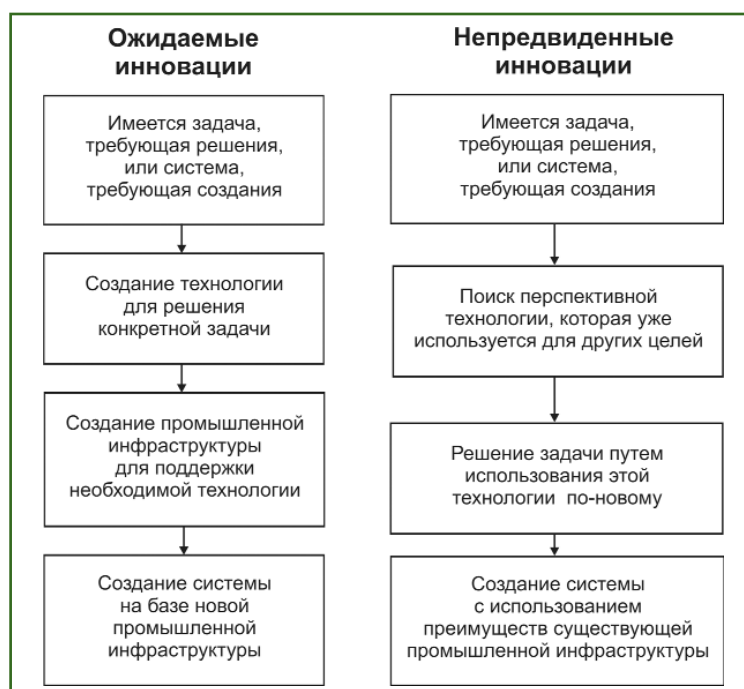 Ожидаемые
инновации
Имеется задача,
требующая решения,
или система,
требующая создания
Создание технологии
для решения
конкретной задачи
Создание промышленной
инфраструктуры
для поддержки
необходимой технологии
Создание системы
на базе новой
промышленной
инфраструктуры
Непредвиденные
инновации
Имеется задача,
требующая решения,
или система,
требующая создания
Поиск перспективной
технологии, которая уже
используется для других целей
Решение задачи путем
использования этой
технологии по-новому
Создание системы
с использованием
преимуществ существующей
промышленной инфраструктуры